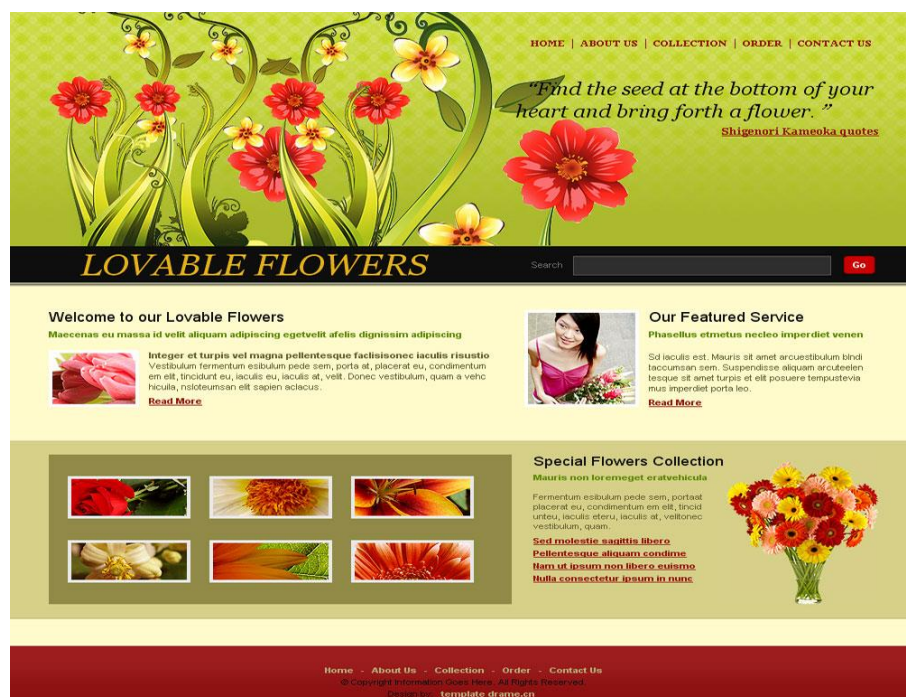 HOME | ABOUT US | COLLECTION | ORDER | CONTACT US
“Find the seed at the bottom of your
heart and bring forth a flower. ”
Shigenori Kameoka quotes
LOVABLE FLOWERS
Search
Go
Welcome to our Lovable Flowers
Maecenas eu massa id velit aliquam adipiscing egetvelit afelis dignissim adipiscing
Integer et turpis vel magna pellentesque faclisisonec iaculis risustio
Vestibulum fermentum esibulum pede sem, porta at, placerat eu, condimentum
em elit, tincidunt eu, iaculis eu, iaculis at, velit. Donec vestibulum, quam a vehc
hicuila, nsloteumsan elit sapien aclacus.
Read More
Our Featured Service
Phasellus etmetus necleo imperdiet venen
Sd iaculis est. Mauris sit amet arcuestibulum blndi
taccumsan sem. Suspendisse aliquam arcuteelen
tesque sit amet turpis et elit posuere tempustevia
mus imperdiet porta leo.
Read More
Special Flowers Collection
Mauris non loremeget eratvehicula
Fermentum esibulum pede sem, portaat
placerat eu, condimentum em elit, tincid
unteu, iaculis eteru, iaculis at, velitonec
vestibulum, quam.
Sed molestie sagittis libero
Pellentesque aliquam condime
Nam ut ipsum non libero euismo
Nulla consectetur ipsum in nunc
Home - About Us - Collection - Order - Contact Us
© Copyright Information Goes Here. All Rights Reserved.
Design by: template drame.cn